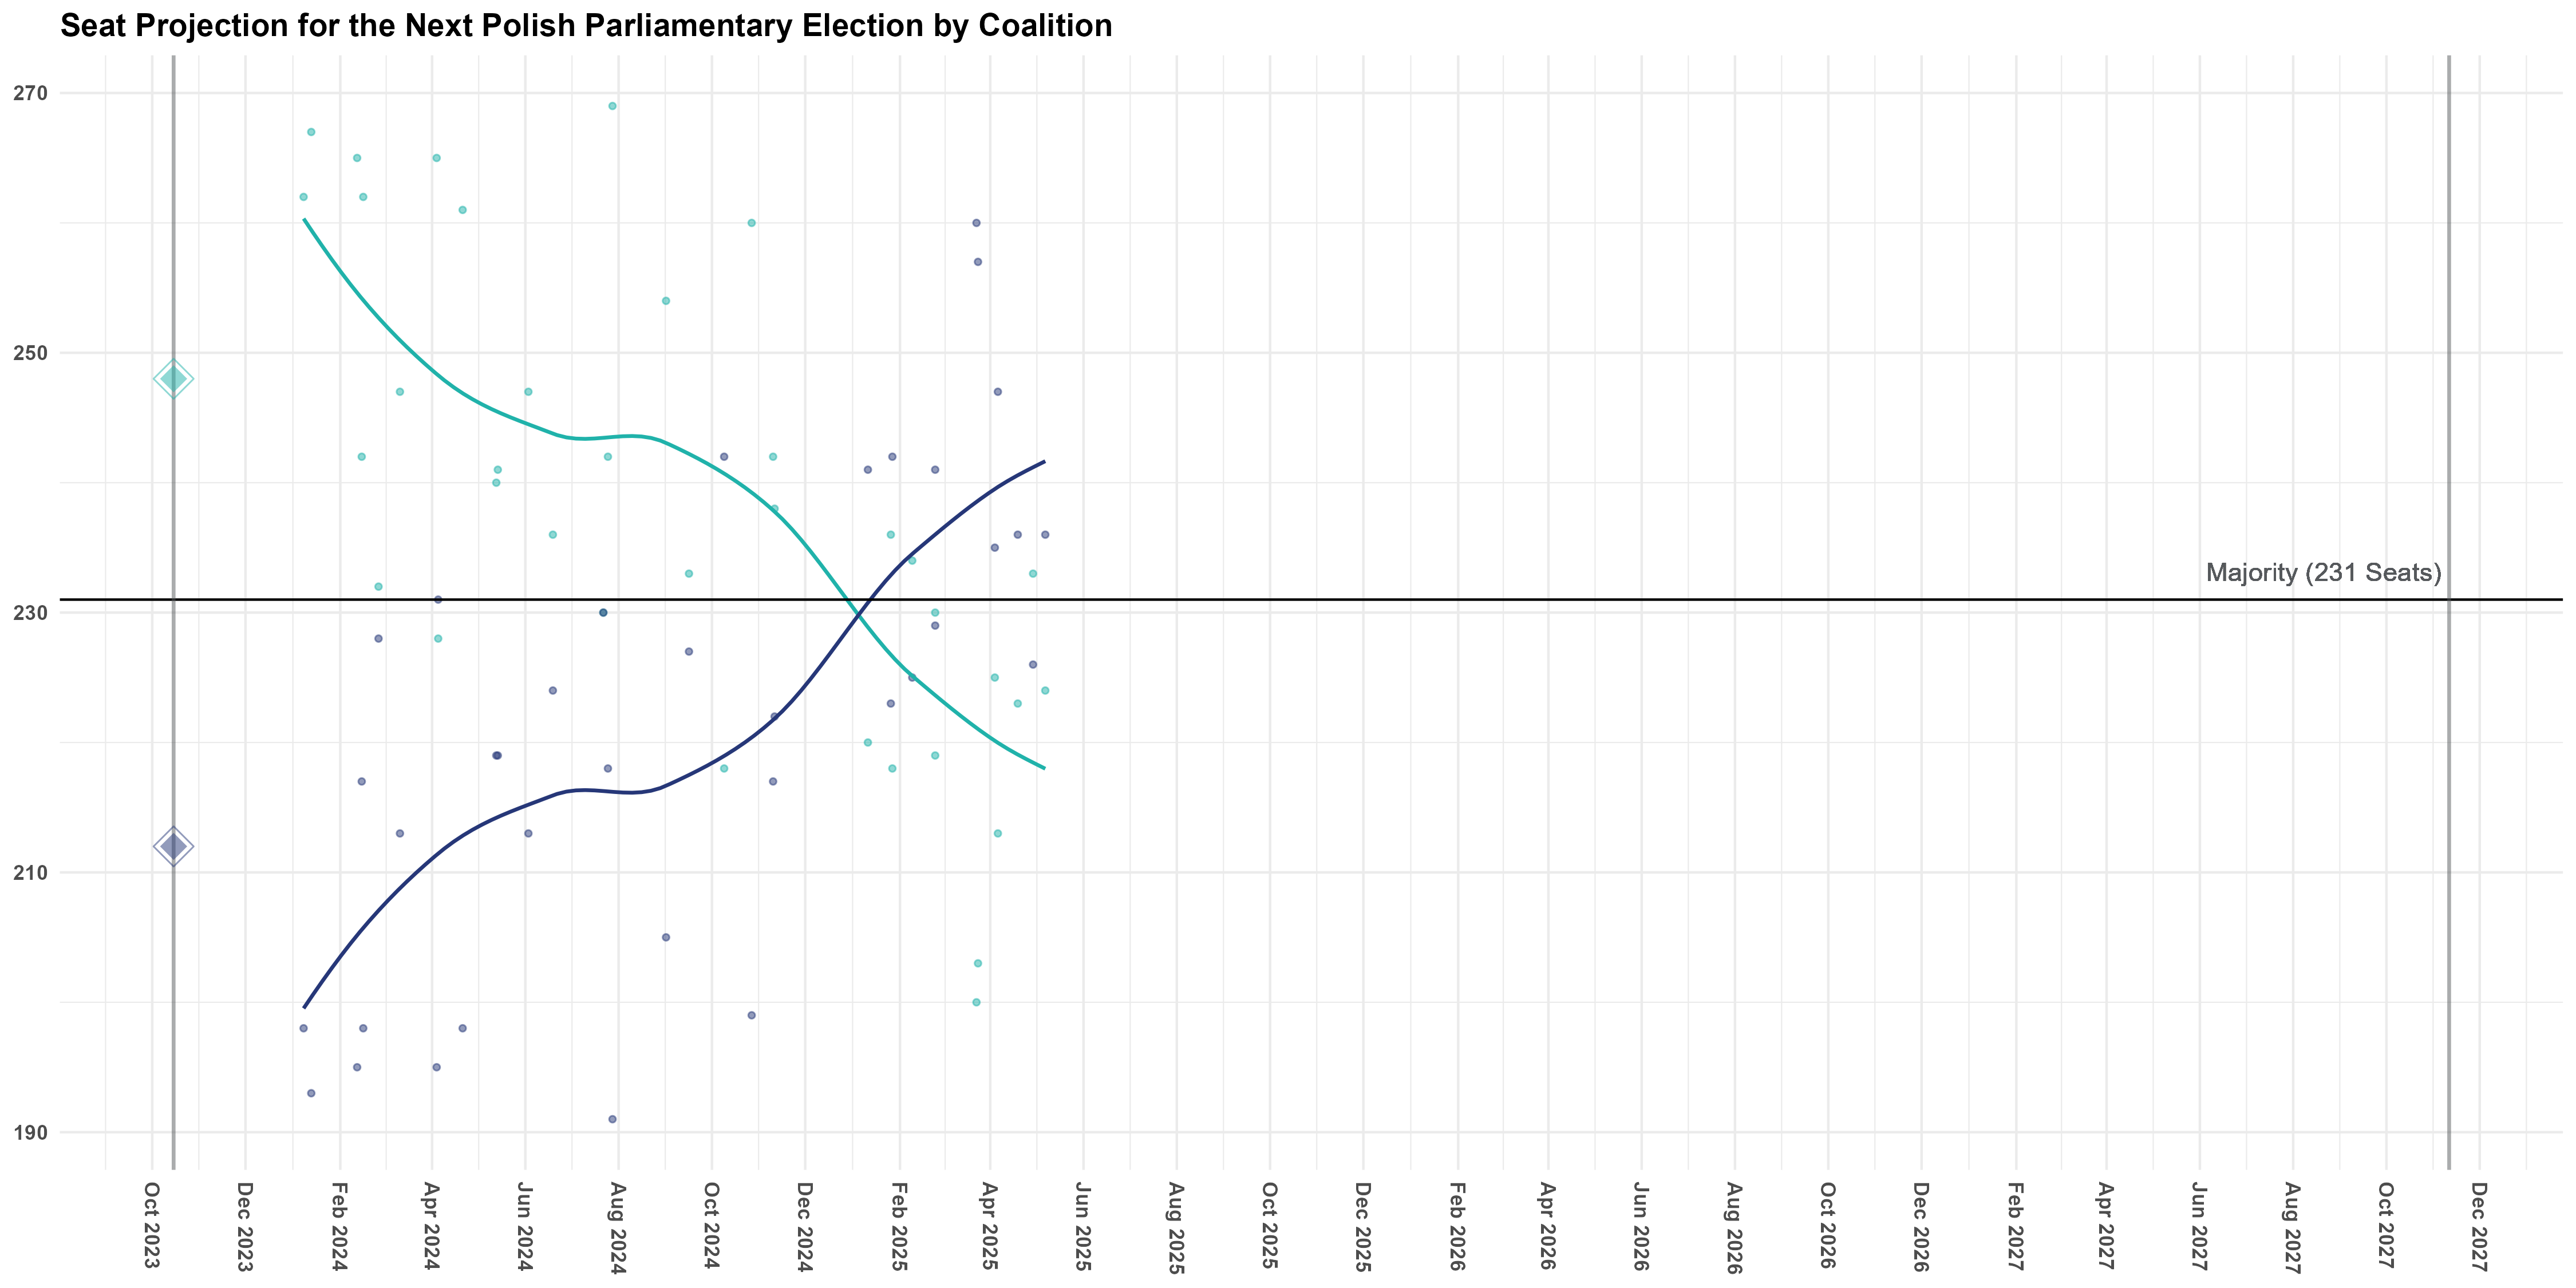 Seat Projection for the Next Polish Parliamentary Election by Coalition
270
250
230
210
190
Majority (231 Seats)
Oct 2023
Dec 2023
Feb 2024
Apr 2024
Jun 2024
Aug 2024
Oct 2024
Dec 2024
Feb 2025
Apr 2025
Jun 2025
Aug 2025
Oct 2025
Dec 2025
Feb 2026
Apr 2026
Jun 2026
Aug 2026
Oct 2026
Dec 2026
Feb 2027
Apr 2027
Jun 2027
Aug 2027
Oct 2027
Dec 2027